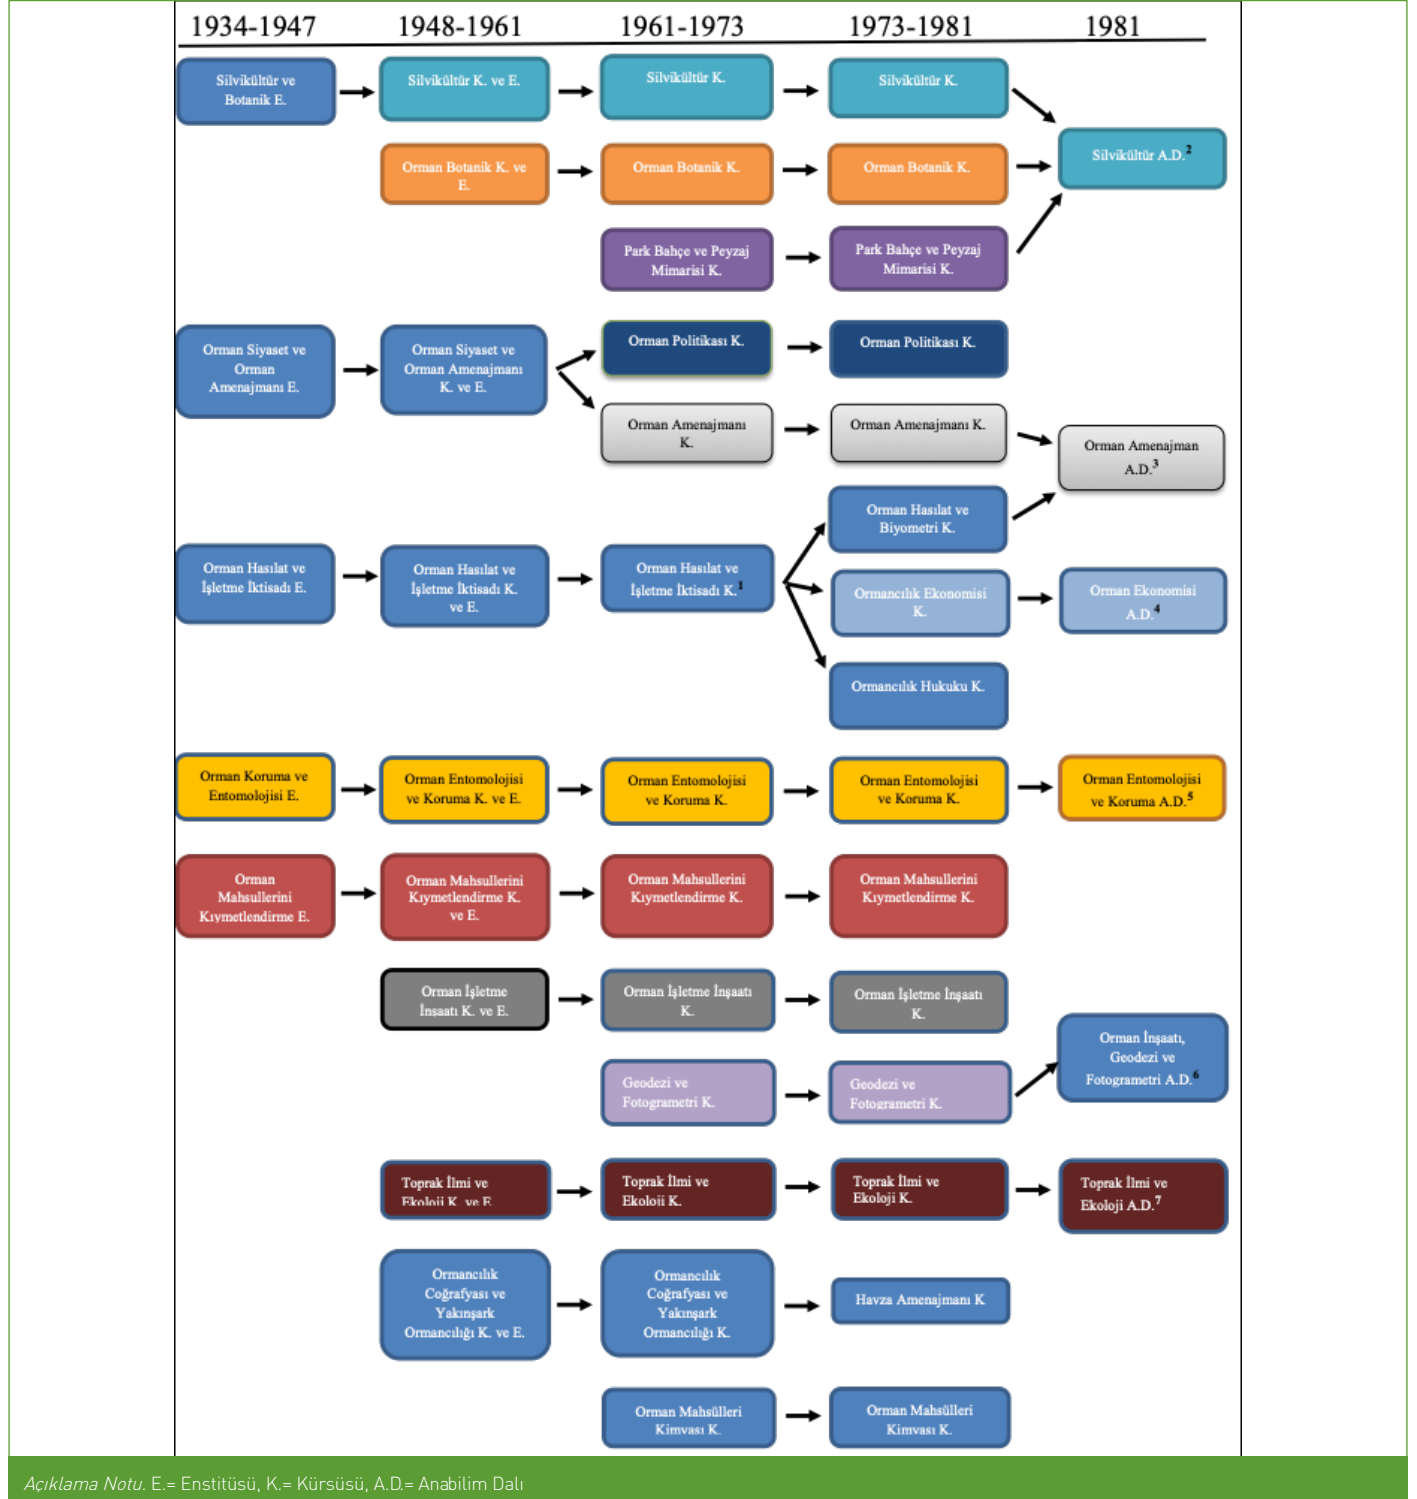 1934-1947
1948-1961
1961-1973
1973-1981
1981
Silvikültür ve
Botanik E.
Silvikültür K. ve E.
Silvikültür K.
Silvikültür K.
Silvikültür A.D.2
Orman Botanik K. ve
E.
Orman Botanik K.
Orman Botanik K.
Park Bahçe ve Peyzaj
Mimarisi K.
Park Bahçe ve Peyzaj
Mimarisi K.
Orman Siyaset ve
Orman
Amenajmanı E.
Orman Siyaset ve
Orman Amenajmanı
K. ve E.
Orman Politikası K.
Orman Politikası K.
Orman Amenajmanı
K.
Orman Amenajmanı K.
Orman Amenajman
A.D.3
Orman Hasılat ve
Biyometri K.
Orman Hasılat ve
İşletme İktisadı E.
Orman Hasılat ve
İşletme İktisadı K.
ve E.
Orman Hasılat ve
İşletme İktisadı K.1
Ormancılık Ekonomisi
K.
Orman Ekonomisi
A.D.4
Ormancılık Hukuku K.
Orman Koruma ve
Entomolojisi E.
Orman Entomolojisi
ve Koruma K. ve E.
Orman Entomolojisi
ve Koruma K.
Orman Entomolojisi
ve Koruma K.
Orman Entomolojisi
ve Koruma A.D.5
Orman
Mahsullerini
Kıymetlendirme E.
Orman Mahsullerini
Kıymetlendirme K.
ve E.
Orman Mahsullerini
Kıymetlendirme K.
Orman Mahsullerini
Kıymetlendirme K.
Orman İşletme
İnşaatı K. ve E.
Orman İşletme İnşaatı
K.
Orman İşletme İnşaatı
K.
Orman İnşaatı,
Geodezi ve
Fotogrametri A.D.6
Geodezi ve
Fotogrametri K.
Geodezi ve
Fotogrametri K.
Toprak İlmi ve
Ekoloji K. ve E.
Toprak İlmi ve
Ekoloji K.
Toprak İlmi ve
Ekoloji K.
Toprak İlmi ve
Ekoloji A.D.7
Ormancılık
Coğrafyası ve
Yakınşark
Ormancılığı K. ve E.
Ormancılık
Coğrafyası ve
Yakınşark
Ormancılığı K.
Havza Amenajmanı K
Orman Mahsülleri
Kimyası K.
Orman Mahsülleri
Kimyası K.
Açıklama Notu. E.= Enstitüsü, K.= Kürsüsü, A.D.= Anabilim Dalı